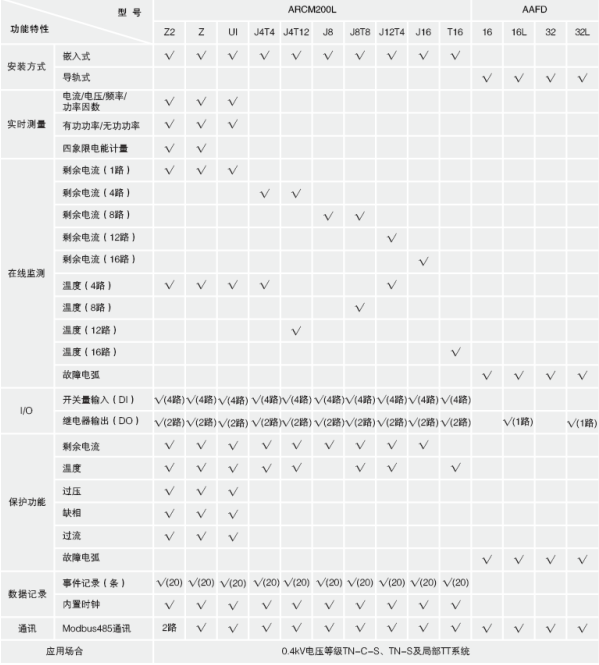 型 号 ARCM200L AAFD
功能特性 Z2 Z UI J4T4 J4T12 J8 J8T8 J12T4 J16 T16 16 16L 32 32L
安装方式 嵌入式 √ √ √ √ √ √ √ √ √ √
导轨式 √ √ √ √
实时测量 电流/电压/频率/
功率因数 √ √ √
有功功率/无功功率 √ √ √
四象限电能计量 √ √
在线监测 剩余电流（1路） √ √ √
剩余电流（4路） √ √
剩余电流（8路） √ √
剩余电流（12路） √
剩余电流（16路） √
温度（4路） √ √ √ √ √
温度（8路） √
温度（12路） √
温度（16路） √
故障电弧 √ √ √ √
I/O 开关量输入（DI） √(4路) √(4路) √(4路) √(4路) √(4路) √(4路) √(4路) √(4路) √(4路) √(4路)
继电器输出（DO） √(2路) √(2路) √(2路) √(2路) √(2路) √(2路) √(2路) √(2路) √(2路) √(2路) √(1路) √(1路)
保护功能 剩余电流 √ √ √ √ √ √ √ √ √
温度 √ √ √ √ √ √ √ √
过压 √ √ √
缺相 √ √ √
过流 √ √ √
故障电弧 √ √ √ √
数据记录 事件记录（条） √(20) √(20) √(20) √(20) √(20) √(20) √(20) √(20) √(20) √(20)
内置时钟 √ √ √ √ √ √ √ √ √ √
通讯 Modbus485通讯 2路 √ √ √ √ √ √ √ √ √ √ √ √ √
应用场合 0.4kV电压等级TN-C-S、TN-S及局部TT系统